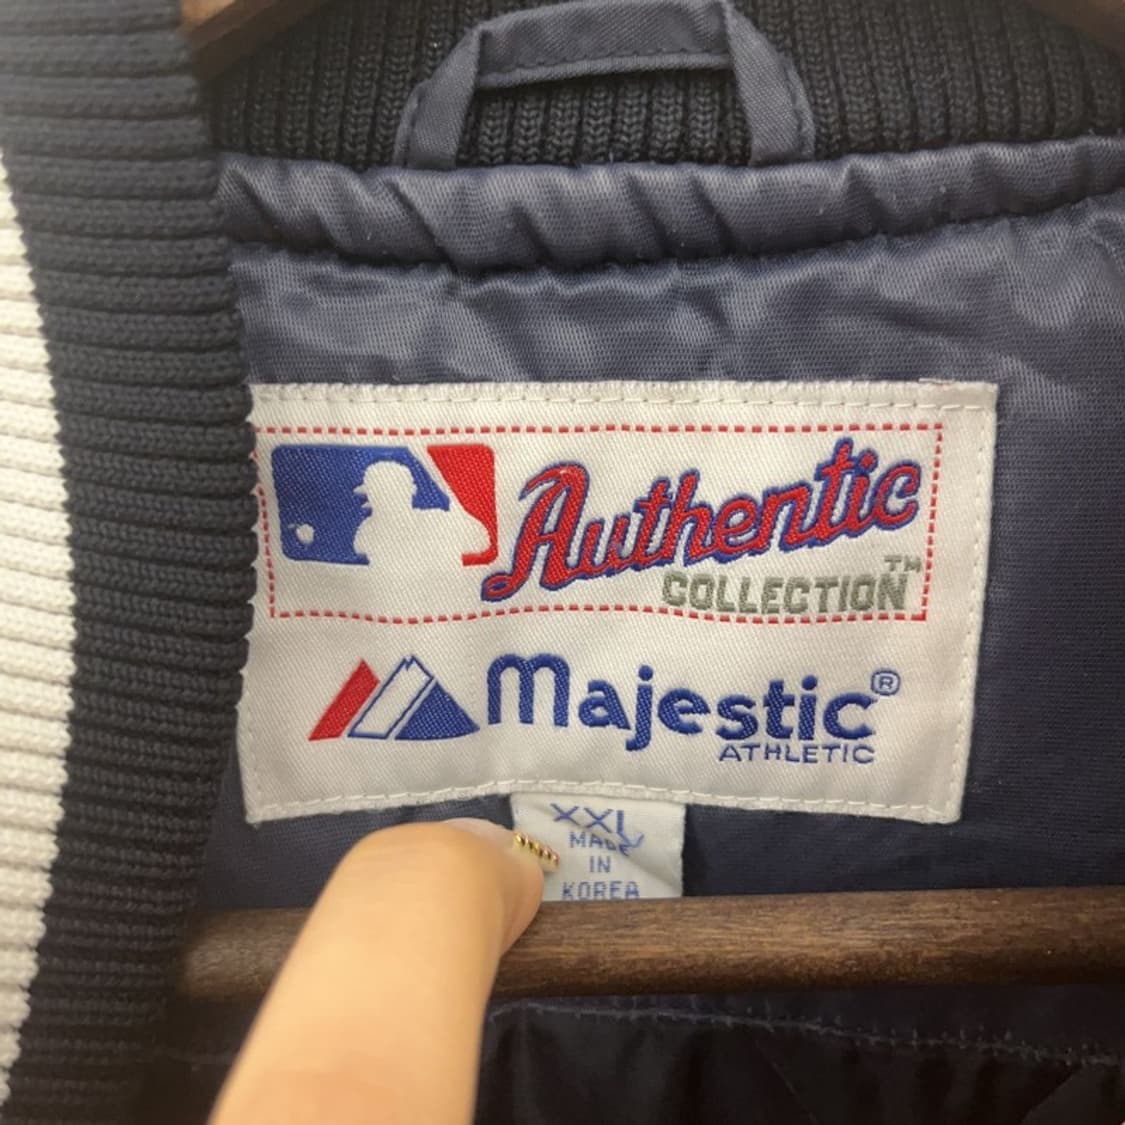 Authentic
COLLECTION™
Majestic®
ATHLETIC
XXL
MADE
IN
KOREA